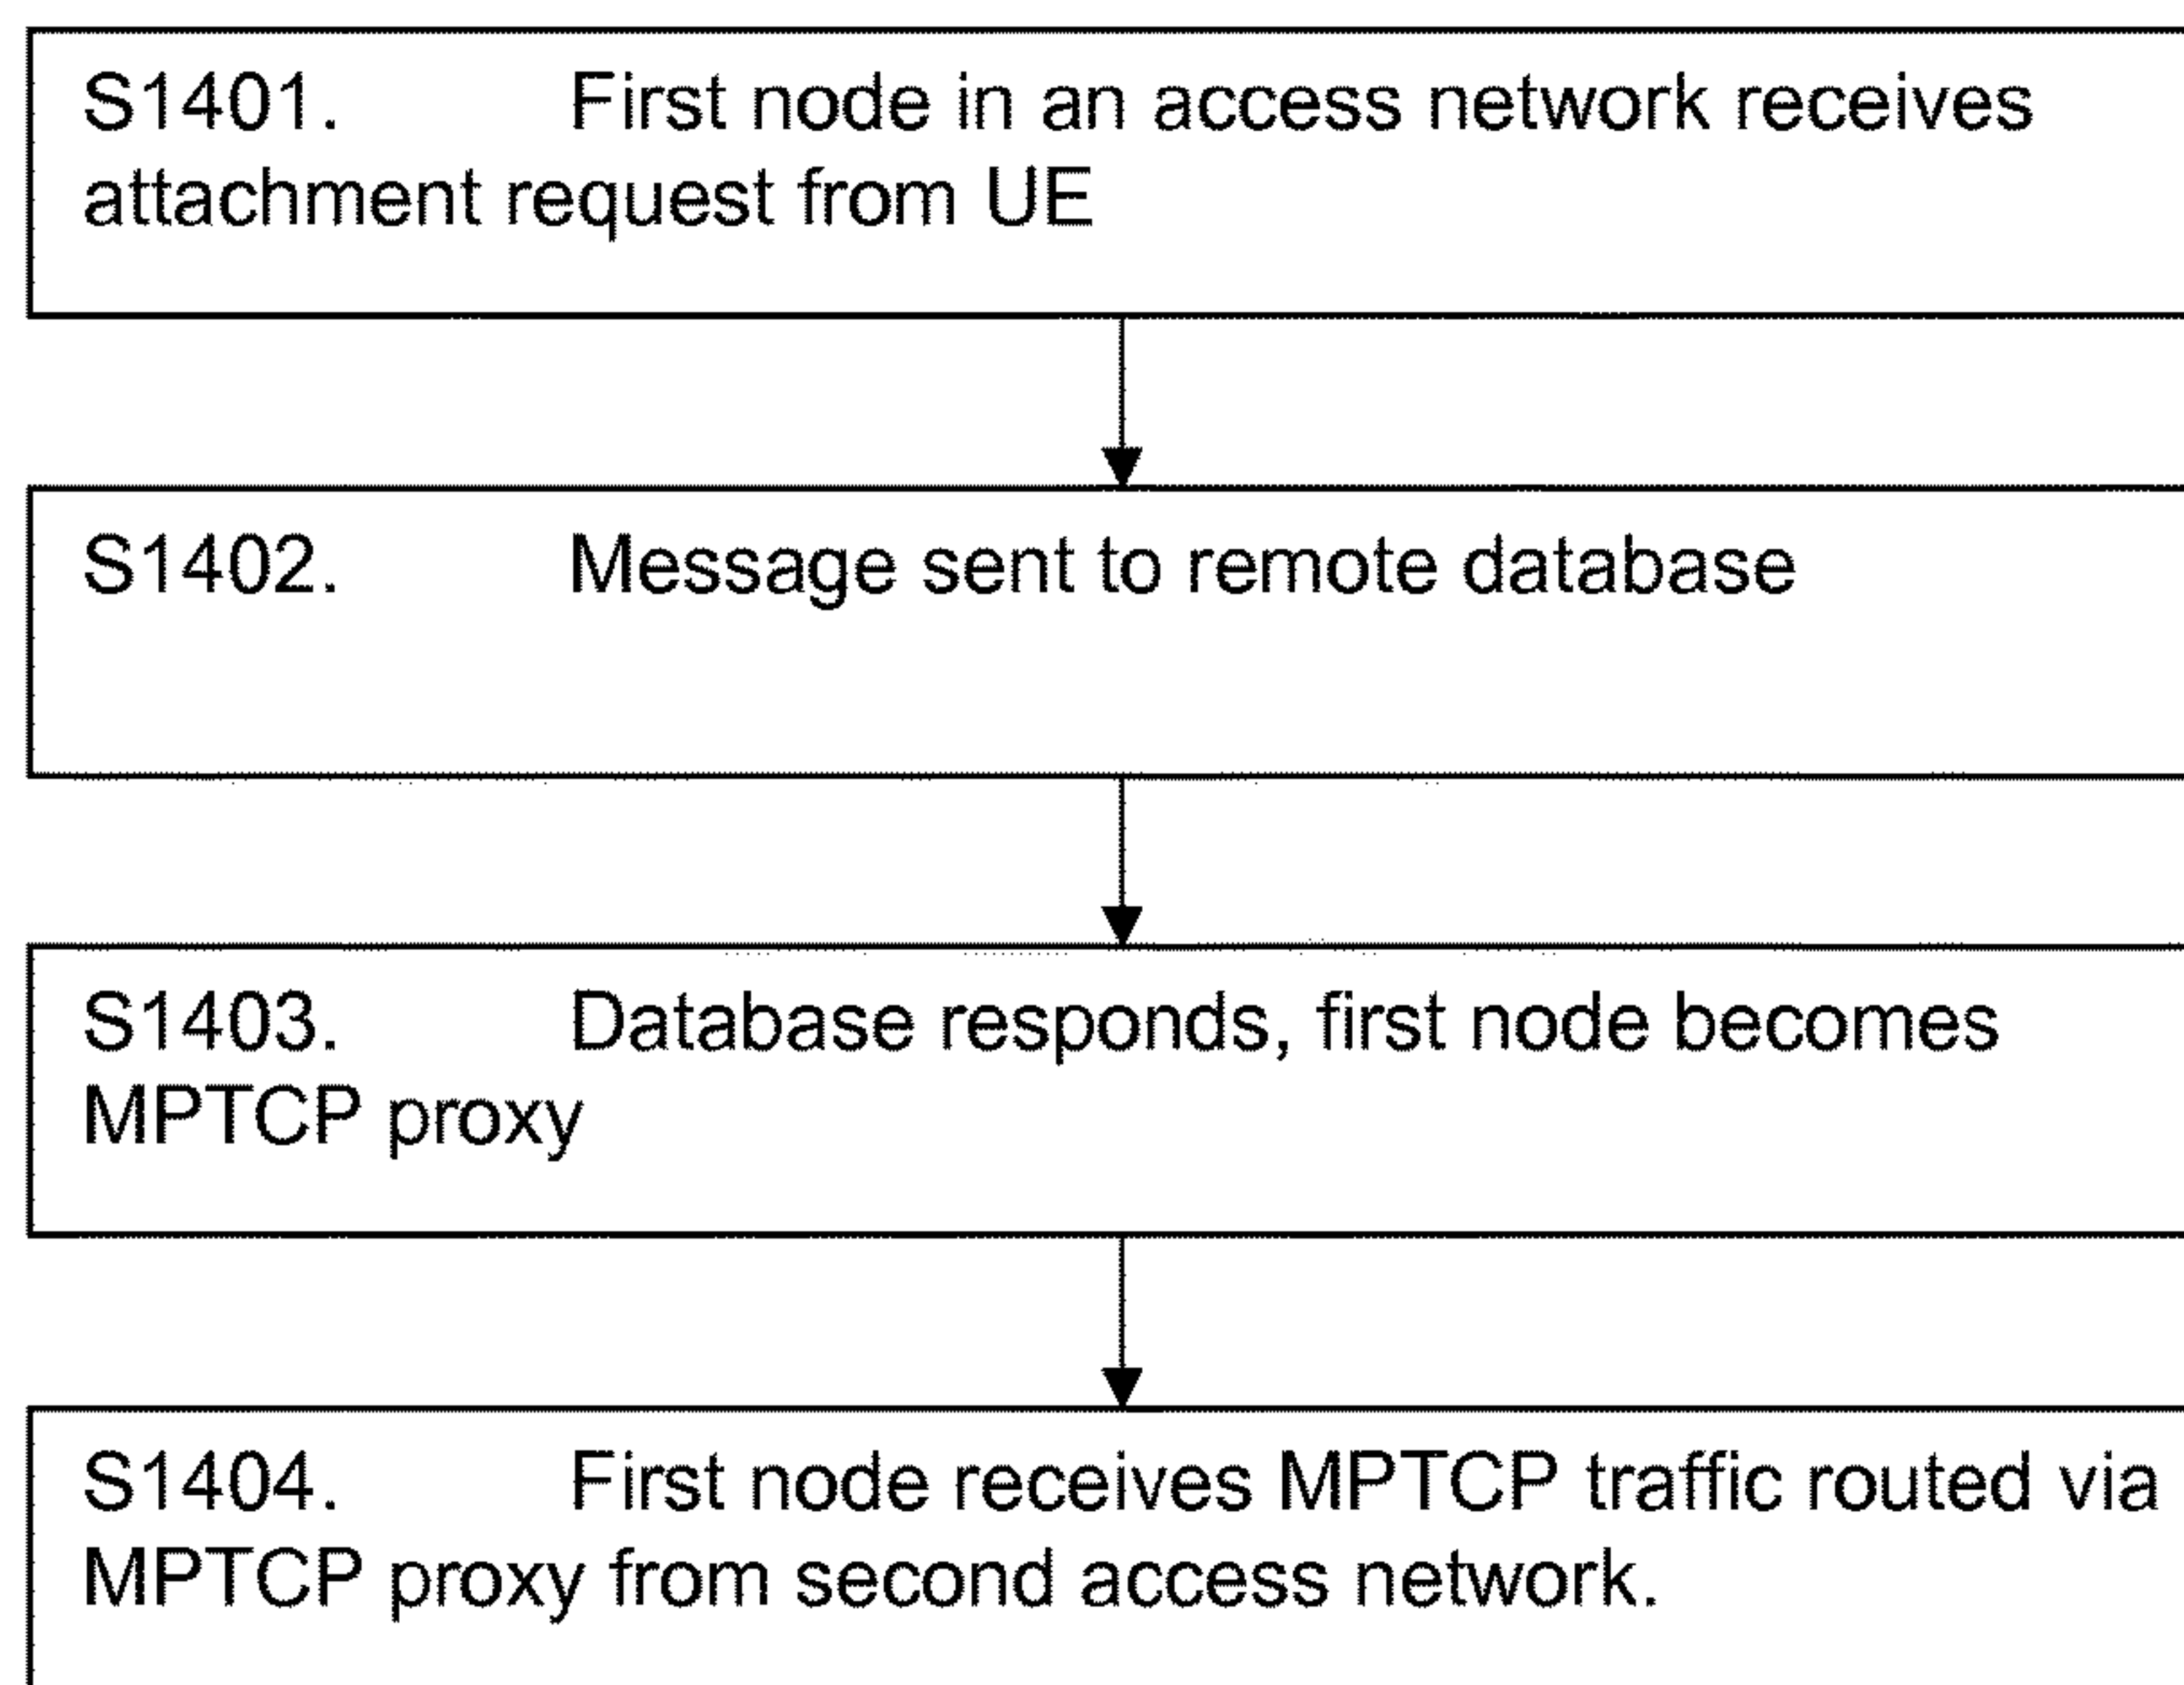 S1401. First node in an access network receives
attachment request from UE
S1402. Message sent to remote database
S1403. Database responds, first node becomes
MPTCP proxy
S1404. First node receives MPTCP traffic routed via
MPTCP proxy from second access network.